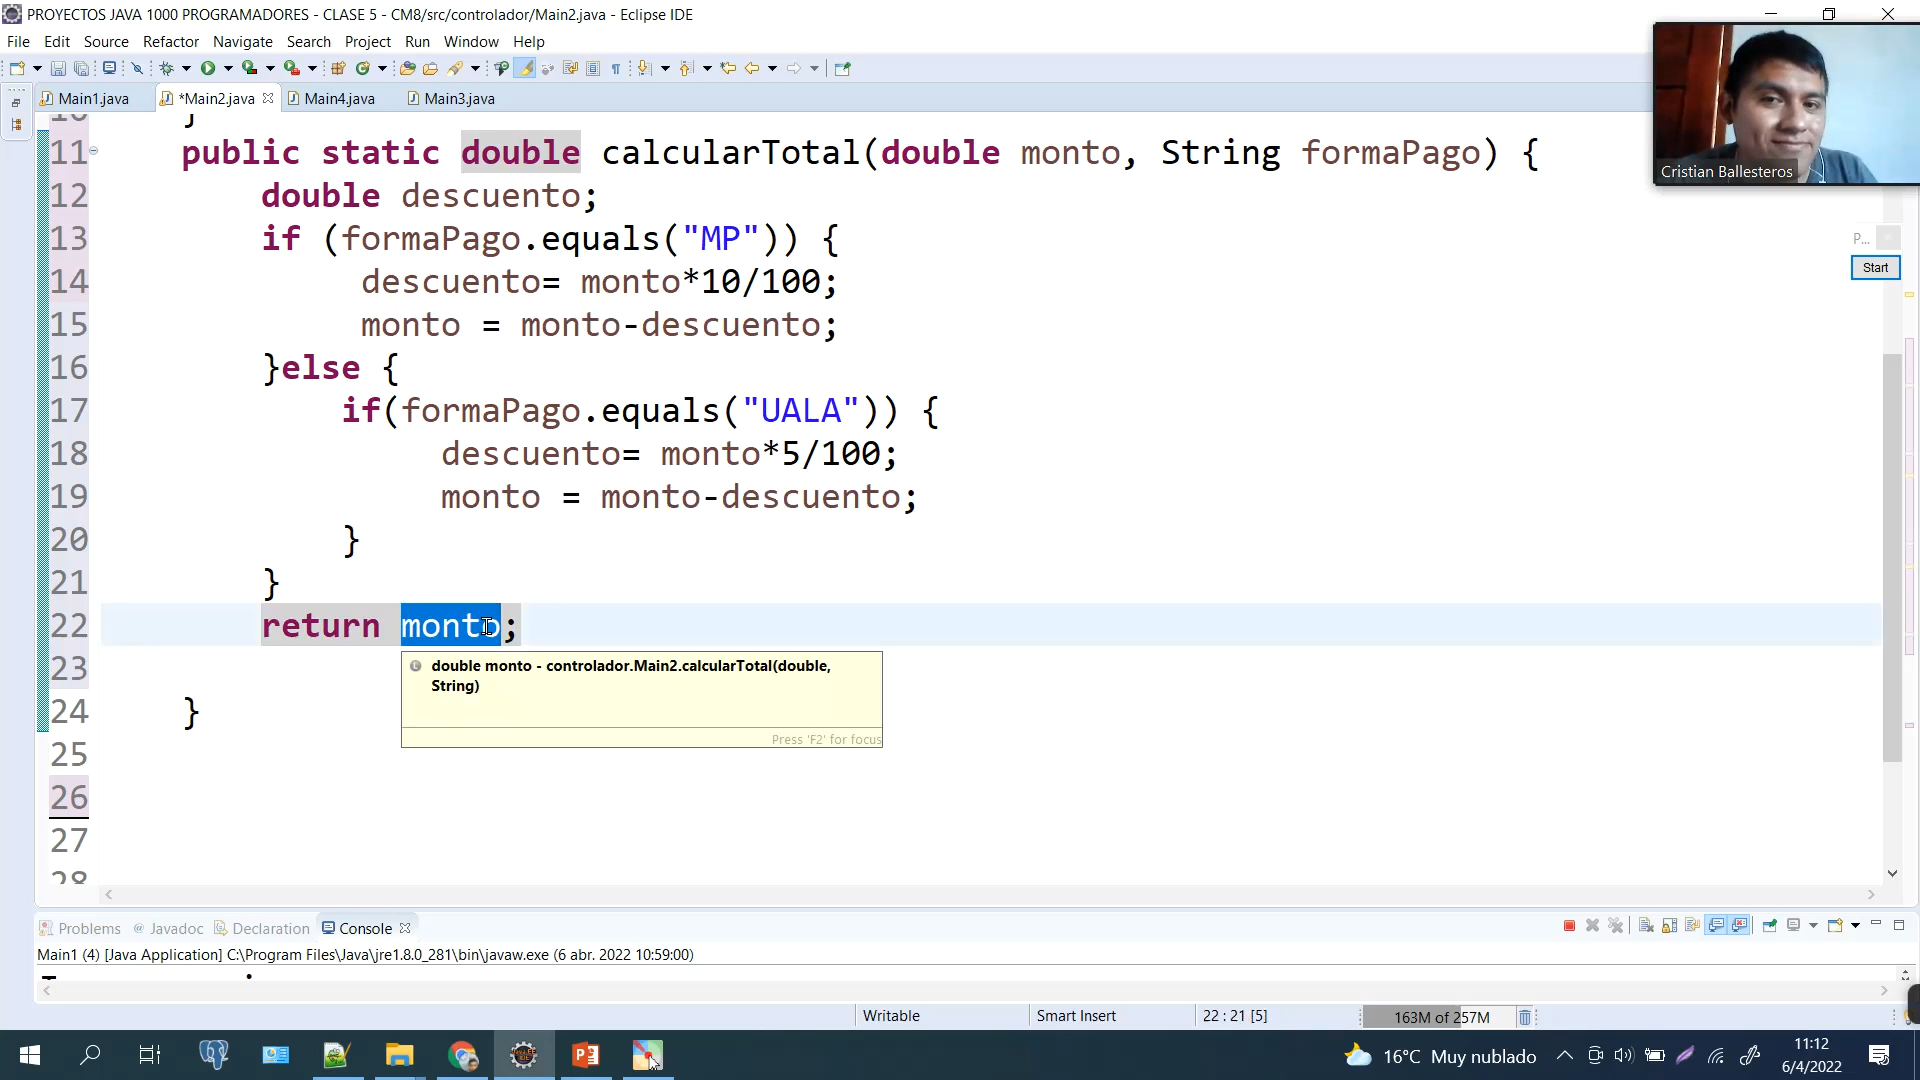 PROYECTOS JAVA 1000 PROGRAMADORES - CLASE 5 - CM8/src/controlador/Main2.java - Eclipse IDE
File Edit Source Refactor Navigate Search Project Run Window Help
Main1.java *Main2.java Main4.java Main3.java
Cristian Ballesteros
P...
Start
10 }
11 public static double calcularTotal(double monto, String formaPago) {
12 double descuento;
13 if (formaPago.equals("MP")) {
14 descuento= monto*10/100;
15 monto = monto-descuento;
16 }else {
17 if(formaPago.equals("UALA")) {
18 descuento= monto*5/100;
19 monto = monto-descuento;
20 }
21 }
22 return monto;
23
24 }
25
26
27
28
double monto - controlador.Main2.calcularTotal(double,
String)
Press 'F2' for focus
Problems @ Javadoc Declaration Console
Main1 (4) [Java Application] C:\Program Files\Java\jre1.8.0_281\bin\javaw.exe (6 abr. 2022 10:59:00)
Writable Smart Insert 22 : 21 [5] 163M of 257M
16°C Muy nublado
11:12
6/4/2022